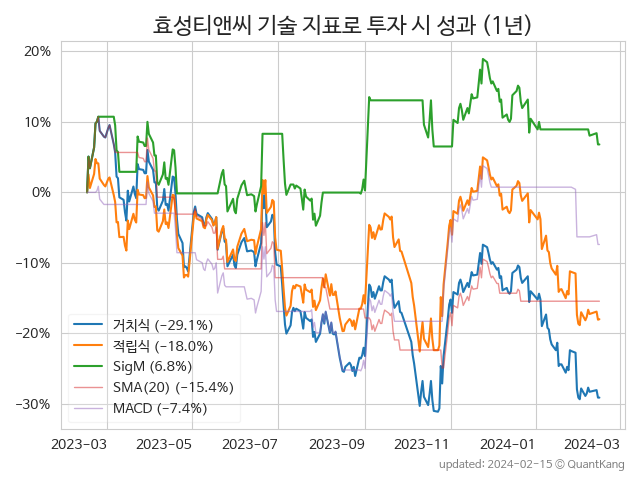 효성티앤씨 기술 지표로 투자 시 성과 (1년)
20%
10%
0%
−10%
−20%
−30%
거치식 (−29.1%)
적립식 (−18.0%)
SigM (6.8%)
SMA(20) (−15.4%)
MACD (−7.4%)
2023−03 2023−05 2023−07 2023−09 2023−11 2024−01 2024−03
updated: 2024−02−15 © QuantKang